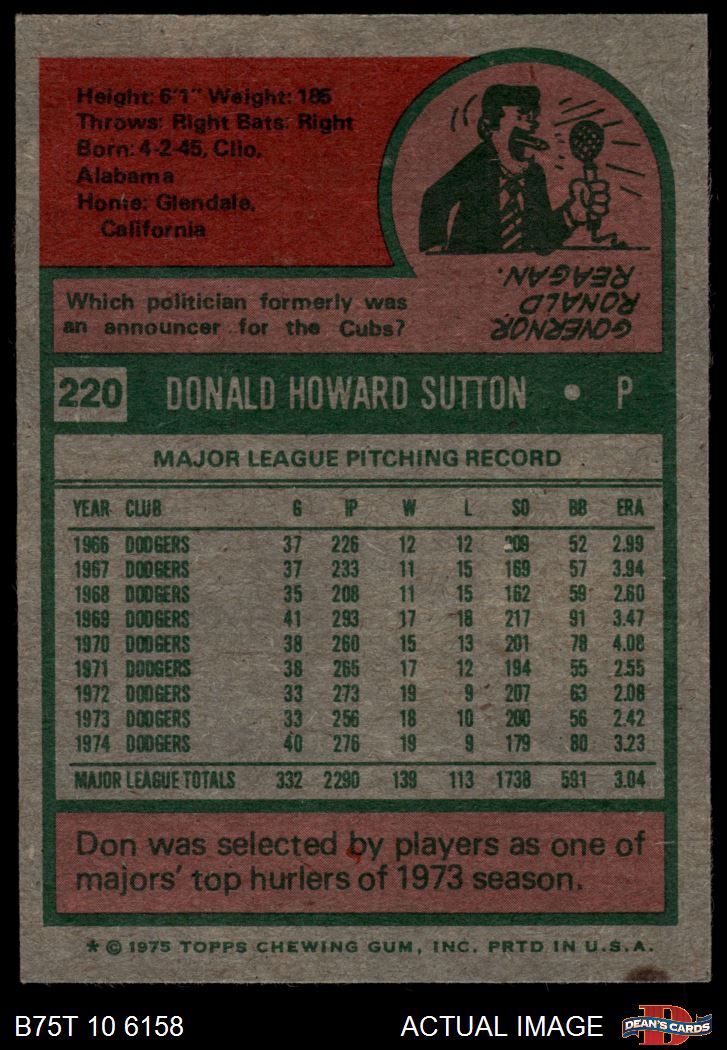 Height: 6'1" Weight: 185
Throws: Right Bats: Right
Born: 4-2-45, Clio,
Alabama
Home: Glendale,
California
Which politician formerly was
an announcer for the Cubs?
GOVERNOR
RONALD
REAGAN.
220 DONALD HOWARD SUTTON • P
MAJOR LEAGUE PITCHING RECORD
YEAR CLUB G IP W L SO BB ERA
1966 DODGERS 37 226 12 12 209 52 2.99
1967 DODGERS 37 233 11 15 169 57 3.94
1968 DODGERS 35 208 11 15 162 59 2.60
1969 DODGERS 41 293 17 18 217 91 3.47
1970 DODGERS 38 260 15 13 201 78 4.08
1971 DODGERS 38 265 17 12 194 55 2.55
1972 DODGERS 33 273 19 9 207 63 2.08
1973 DODGERS 33 256 18 10 200 56 2.42
1974 DODGERS 40 276 19 9 179 80 3.23
MAJOR LEAGUE TOTALS 332 2290 139 113 1738 591 3.04
Don was selected by players as one of
majors' top hurlers of 1973 season.
* © 1975 TOPPS CHEWING GUM, INC. PRTD IN U.S.A.
B75T 10 6158
ACTUAL IMAGE
DEAN'S CARDS